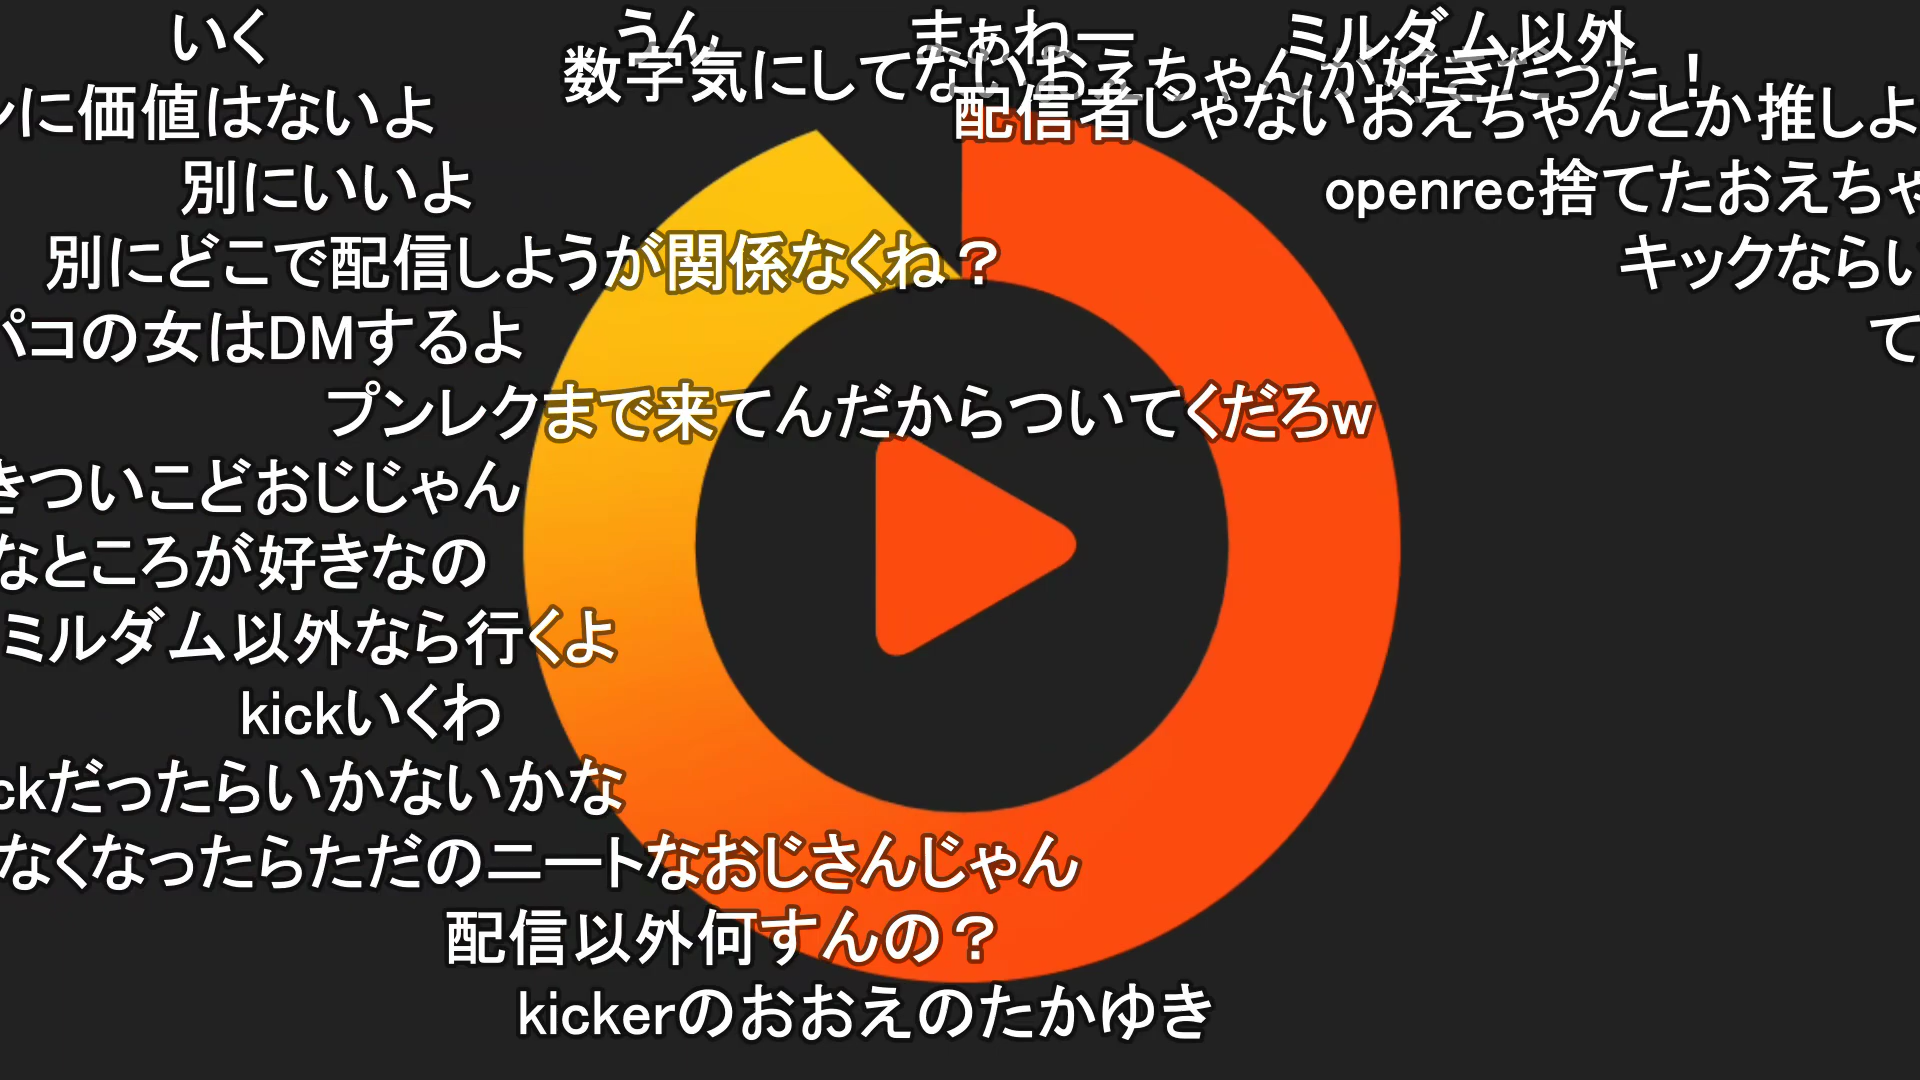 いく
うん
まぁねー
ミルダム以外
数字気にしてないおえちゃんが好きだった！
ンに価値はないよ
配信者じゃないおえちゃんとか推しよ
別にいいよ
openrec捨てたおえちゃ
別にどこで配信しようが関係なくね？
キックならい
パコの女はDMするよ
て
プンレクまで来てんだからついてくだろw
きついこどおじじゃん
なところが好きなの
ミルダム以外なら行くよ
kickいくわ
ckだったらいかないかな
なくなったらただのニートなおじさんじゃん
配信以外何すんの？
kickerのおおえのたかゆき